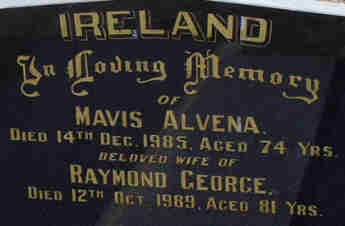 IRELAND
In Loving Memory
OF
MAVIS ALVENA.
DIED 14TH DEC. 1985, AGED 74 YRS.
BELOVED WIFE OF
RAYMOND GEORGE.
DIED 12TH OCT 1989, AGED 81 YRS.